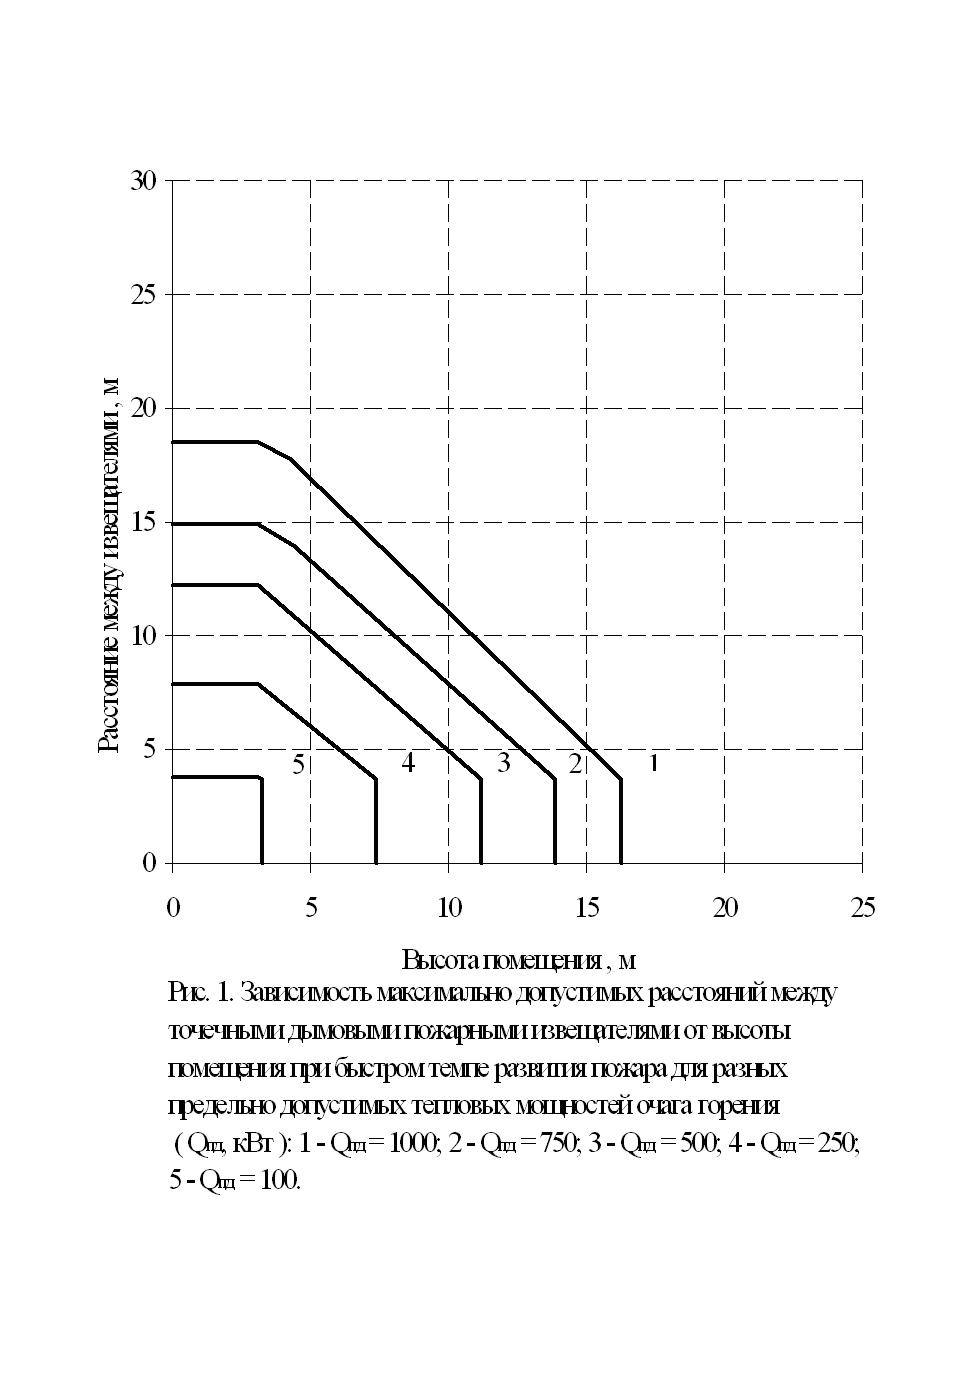 30
25
20
15
10
5
0
Расстояние между извещателями , м
5 4 3 2 1
0 5 10 15 20 25
Высота помещения , м
Рис. 1. Зависимость максимально допустимых расстояний между
точечными дымовыми пожарными извещателями от высоты
помещения при быстром темпе развития пожара для разных
предельно допустимых тепловых мощностей очага горения
( Qпд, кВт ): 1 - Qпд = 1000; 2 - Qпд = 750; 3 - Qпд = 500; 4 - Qпд = 250;
5 - Qпд = 100.